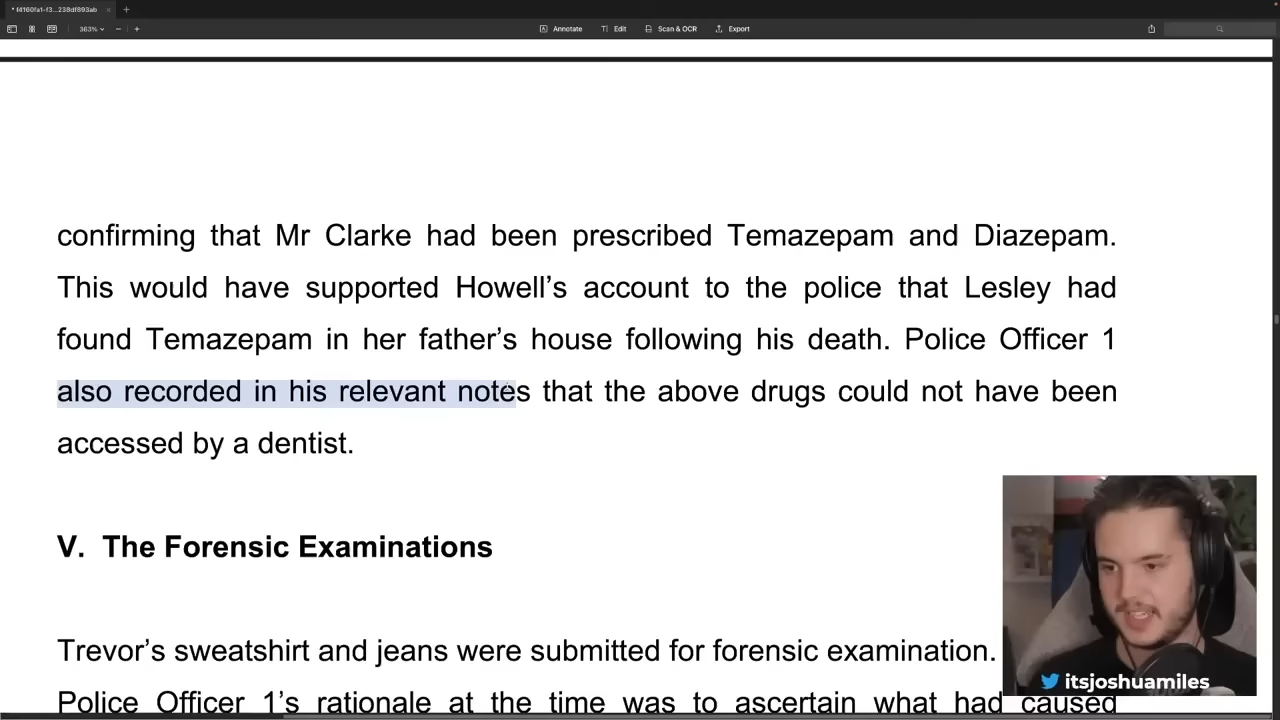 * f4160fa1-f3...238df893ab
363%
Annotate
Edit
Scan & OCR
Export
confirming that Mr Clarke had been prescribed Temazepam and Diazepam.
This would have supported Howell’s account to the police that Lesley had
found Temazepam in her father’s house following his death. Police Officer 1
also recorded in his relevant notes that the above drugs could not have been
accessed by a dentist.
V. The Forensic Examinations
Trevor’s sweatshirt and jeans were submitted for forensic examination.
Police Officer 1’s rationale at the time was to ascertain what had caused
itsjoshuamiles